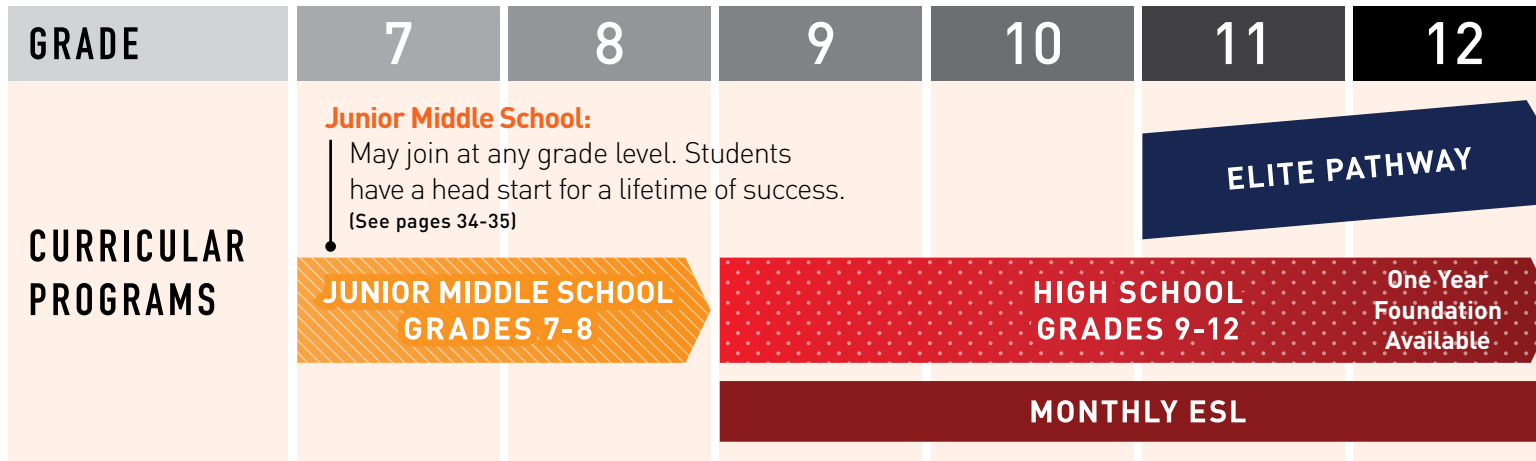 GRADE 7 8 9 10 11 12
Junior Middle School:
May join at any grade level. Students
have a head start for a lifetime of success.
(See pages 34-35)
ELITE PATHWAY
CURRICULAR
PROGRAMS
JUNIOR MIDDLE SCHOOL
GRADES 7-8
HIGH SCHOOL
GRADES 9-12
One Year
Foundation
Available
MONTHLY ESL